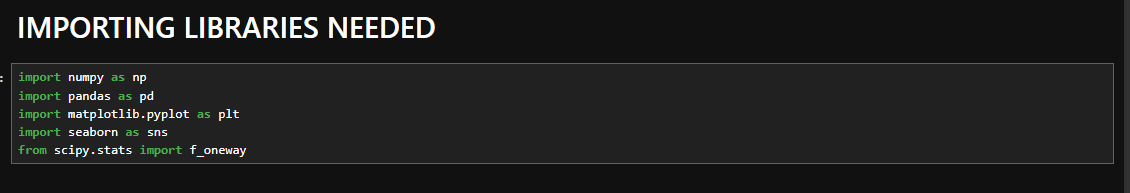 IMPORTING LIBRARIES NEEDED
:
import numpy as np
import pandas as pd
import matplotlib.pyplot as plt
import seaborn as sns
from scipy.stats import f_oneway